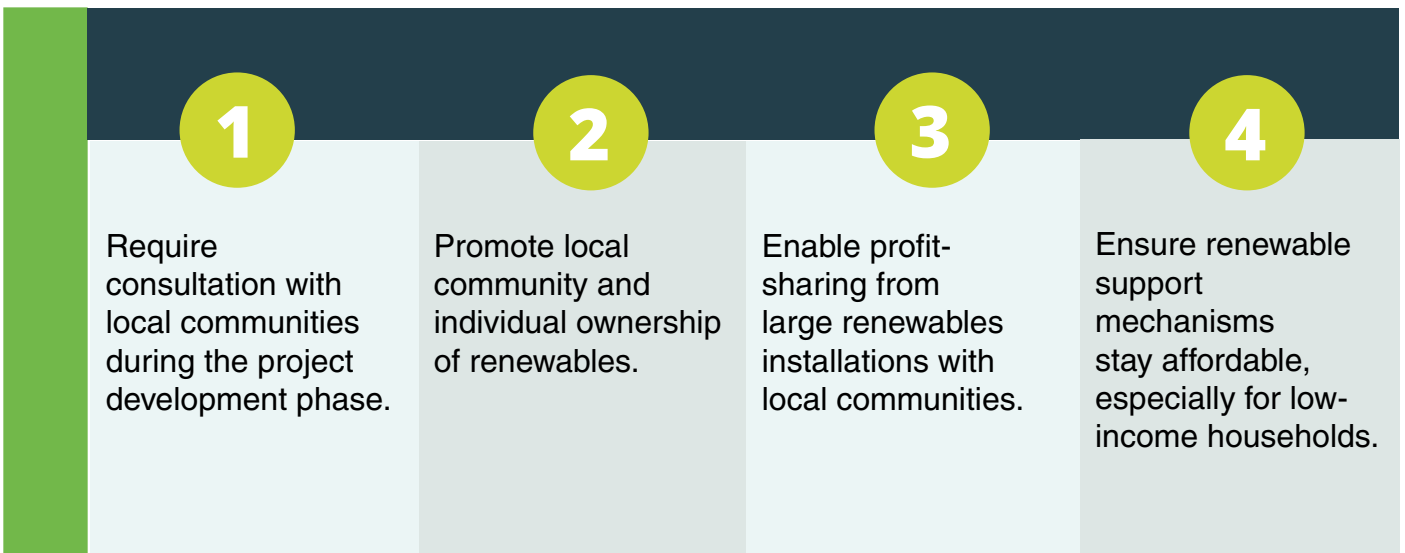 1
Require
consultation with
local communities
during the project
development phase.
2
Promote local
community and
individual ownership
of renewables.
3
Enable profit-
sharing from
large renewables
installations with
local communities.
4
Ensure renewable
support
mechanisms
stay affordable,
especially for low-
income households.